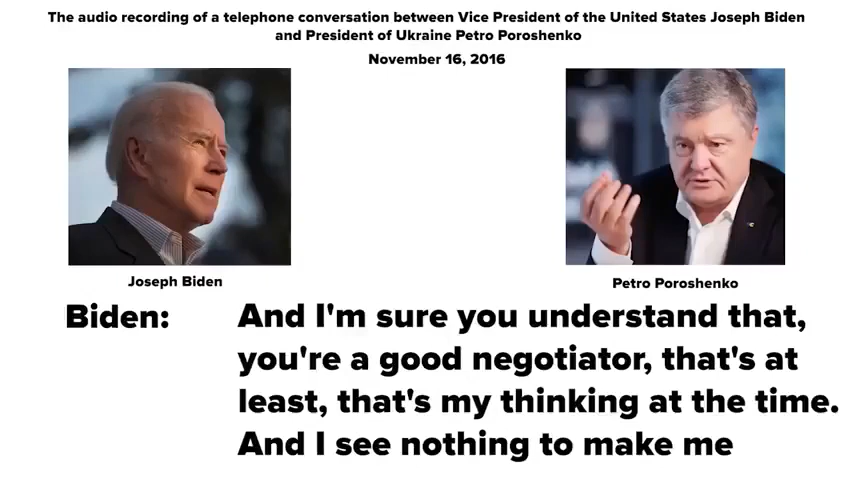 The audio recording of a telephone conversation between Vice President of the United States Joseph Biden
and President of Ukraine Petro Poroshenko
November 16, 2016
Joseph Biden
Petro Poroshenko
Biden:
And I'm sure you understand that,
you're a good negotiator, that's at
least, that's my thinking at the time.
And I see nothing to make me